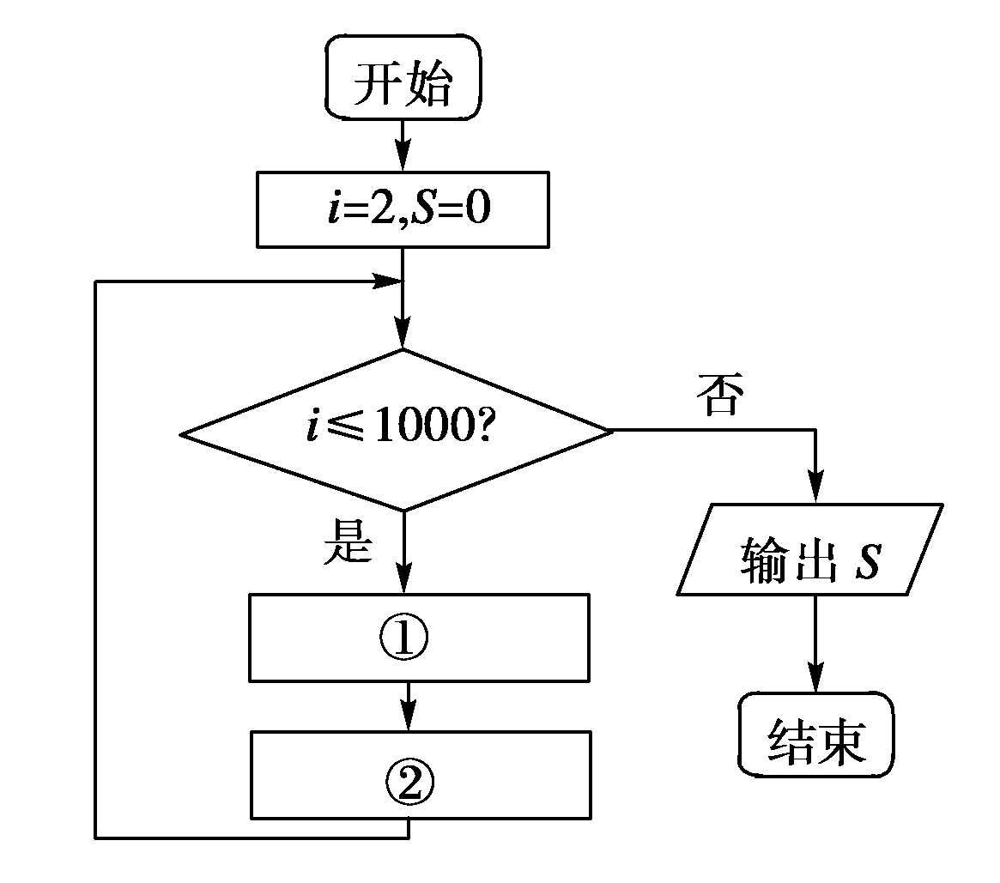 开始
i=2,S=0
i≤1000?
否
是
输出 S
①
②
结束